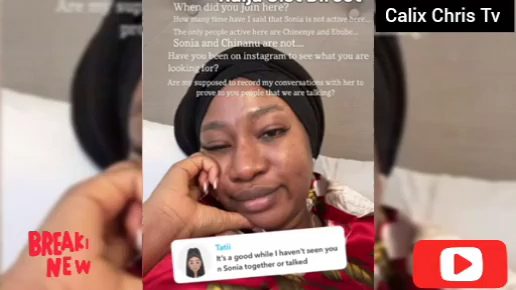 Calix Chris Tv
When did you join here?
How many time have I said that Sonia is not active here...
The only people active here are Chinenye and Etube...
Sonia and Chinanu are not....
Have you been on instagram to see what you are
looking for?
Are my supposed to record my conversations with her to
prove to you people that we are talking?
Tatii
It's a good while I haven't seen you
n Sonia together or talked
BREAKI
NEW